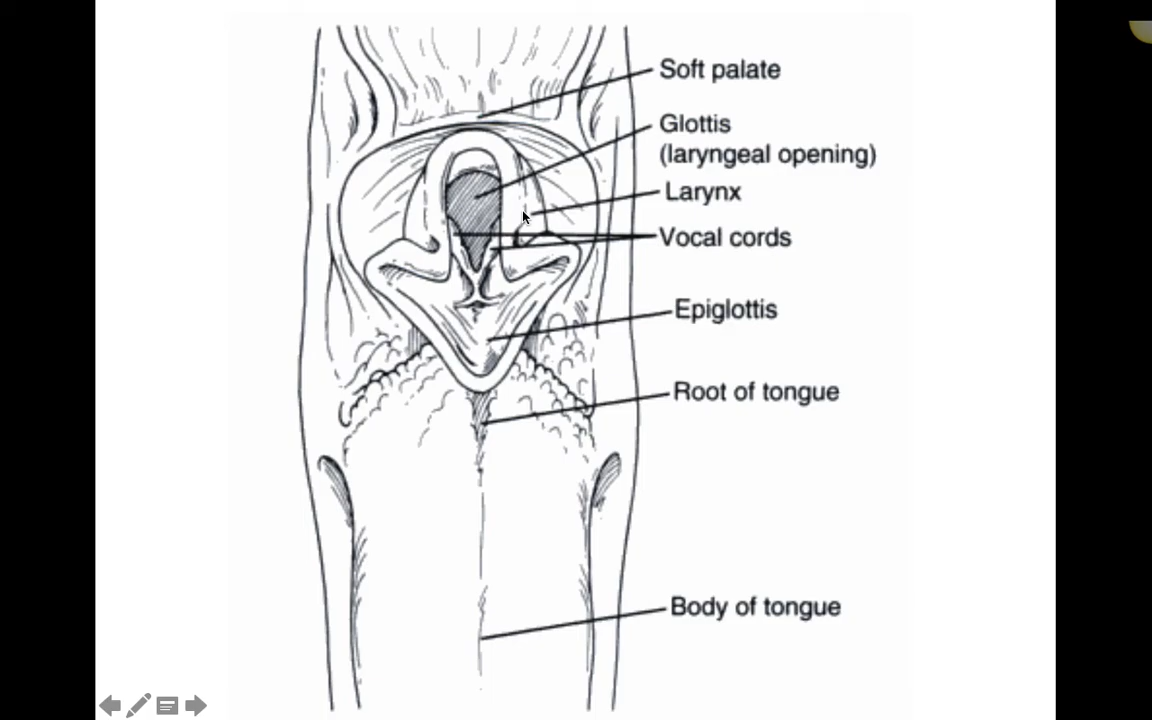 Soft palate
Glottis
(laryngeal opening)
Larynx
Vocal cords
Epiglottis
Root of tongue
Body of tongue